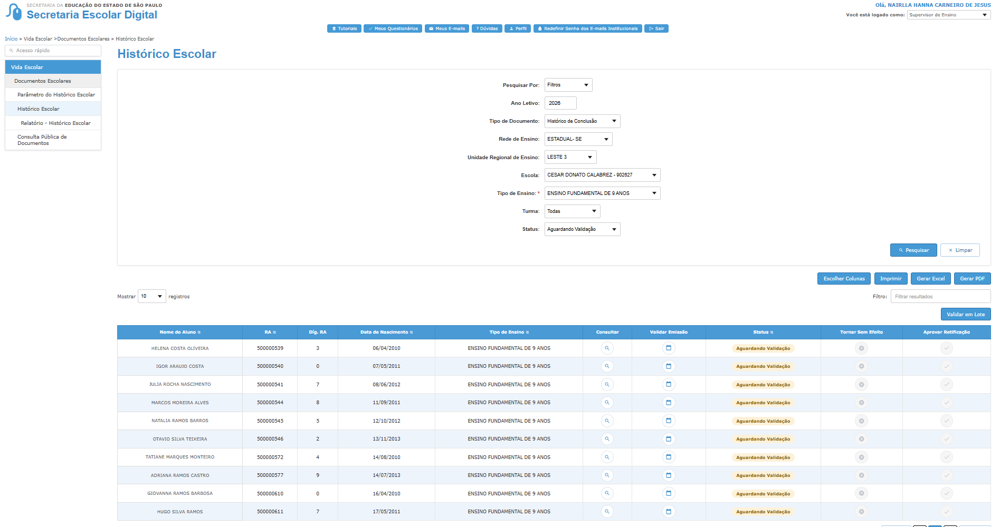 SECRETARIA DA EDUCAÇÃO DO ESTADO DE SÃO PAULO
Secretaria Escolar Digital
Olá, NAIRLLA HANNA CARNEIRO DE JESUS
Você está logado como: Supervisor de Ensino
Tutoriais Meus Questionários Meus E-mails ? Dúvidas Perfil Redefinir Senha dos E-mails Institucionais Sair
Início » Vida Escolar >Documentos Escolares » Histórico Escolar
Acesso rápido
Vida Escolar
Documentos Escolares
Parâmetro do Histórico Escolar
Histórico Escolar
Relatório - Histórico Escolar
Consulta Pública de
Documentos
Histórico Escolar
Pesquisar Por: Filtros
Ano Letivo: 2026
Tipo de Documento: Histórico de Conclusão
Rede de Ensino: ESTADUAL- SE
Unidade Regional de Ensino: LESTE 3
Escola: CESAR DONATO CALABREZ - 902627
Tipo de Ensino: * ENSINO FUNDAMENTAL DE 9 ANOS
Turma: Todas
Status: Aguardando Validação
Pesquisar × Limpar
Escolher Colunas Imprimir Gerar Excel Gerar PDF
Mostrar 10 registros
Filtro: Filtrar resultados
Validar em Lote
Nome do Aluno RA Díg. RA Data de Nascimento Tipo de Ensino Consultar Validar Emissão Status Tornar Sem Efeito Aprovar Retificação
HELENA COSTA OLIVEIRA 500000539 3 06/04/2010 ENSINO FUNDAMENTAL DE 9 ANOS Aguardando Validação
IGOR ARAUJO COSTA 500000540 0 07/05/2011 ENSINO FUNDAMENTAL DE 9 ANOS Aguardando Validação
JULIA ROCHA NASCIMENTO 500000541 7 08/06/2012 ENSINO FUNDAMENTAL DE 9 ANOS Aguardando Validação
MARCOS MOREIRA ALVES 500000544 8 11/09/2011 ENSINO FUNDAMENTAL DE 9 ANOS Aguardando Validação
NATALIA RAMOS BARROS 500000545 5 12/10/2012 ENSINO FUNDAMENTAL DE 9 ANOS Aguardando Validação
OTAVIO SILVA TEIXEIRA 500000546 2 13/11/2013 ENSINO FUNDAMENTAL DE 9 ANOS Aguardando Validação
TATIANE MARQUES MONTEIRO 500000572 4 14/08/2010 ENSINO FUNDAMENTAL DE 9 ANOS Aguardando Validação
ADRIANA RAMOS CASTRO 500000577 9 14/07/2013 ENSINO FUNDAMENTAL DE 9 ANOS Aguardando Validação
GIOVANNA RAMOS BARBOSA 500000610 0 16/04/2010 ENSINO FUNDAMENTAL DE 9 ANOS Aguardando Validação
HUGO SILVA RAMOS 500000611 7 17/05/2011 ENSINO FUNDAMENTAL DE 9 ANOS Aguardando Validação